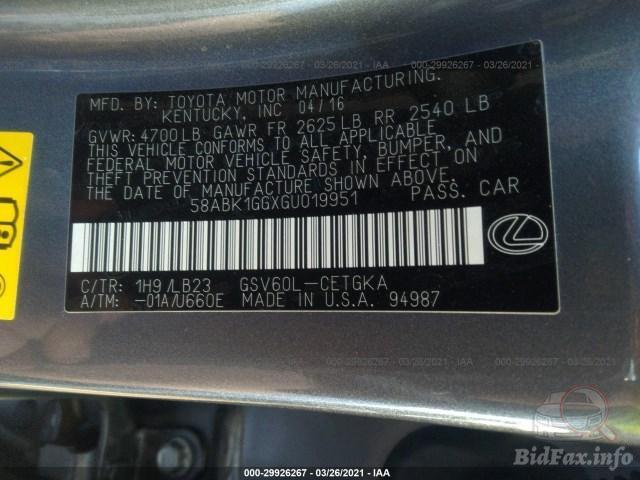 000-29926267 - 03/26/2021 - IAA
MFD. BY: TOYOTA MOTOR MANUFACTURING,
KENTUCKY, INC 04/16
GVWR: 4700LB GAWR FR 2625LB RR 2540 LB
THIS VEHICLE CONFORMS TO ALL APPLICABLE
FEDERAL MOTOR VEHICLE SAFETY, BUMPER, AND
THEFT PREVENTION STANDARDS IN EFFECT ON
THE DATE OF MANUFACTURE SHOWN ABOVE.
58ABK1GGXGU019951 PASS. CAR
C/TR: 1H9/LB23 GSV60L-CETGKA
A/TM: -01A/U660E MADE IN U.S.A. 94987
BidFax.info
000-29926267 - 03/26/2021 - IAA